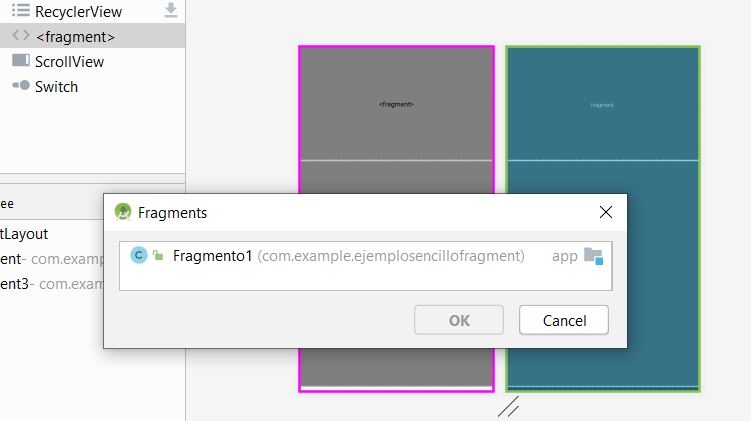 RecyclerView
<fragment>
ScrollView
Switch
<fragment>
fragment
ee
tLayout
ent- com.examp
ent3- com.exam
Fragments
Fragmento1 (com.example.ejemplosencillofragment) app
OK
Cancel